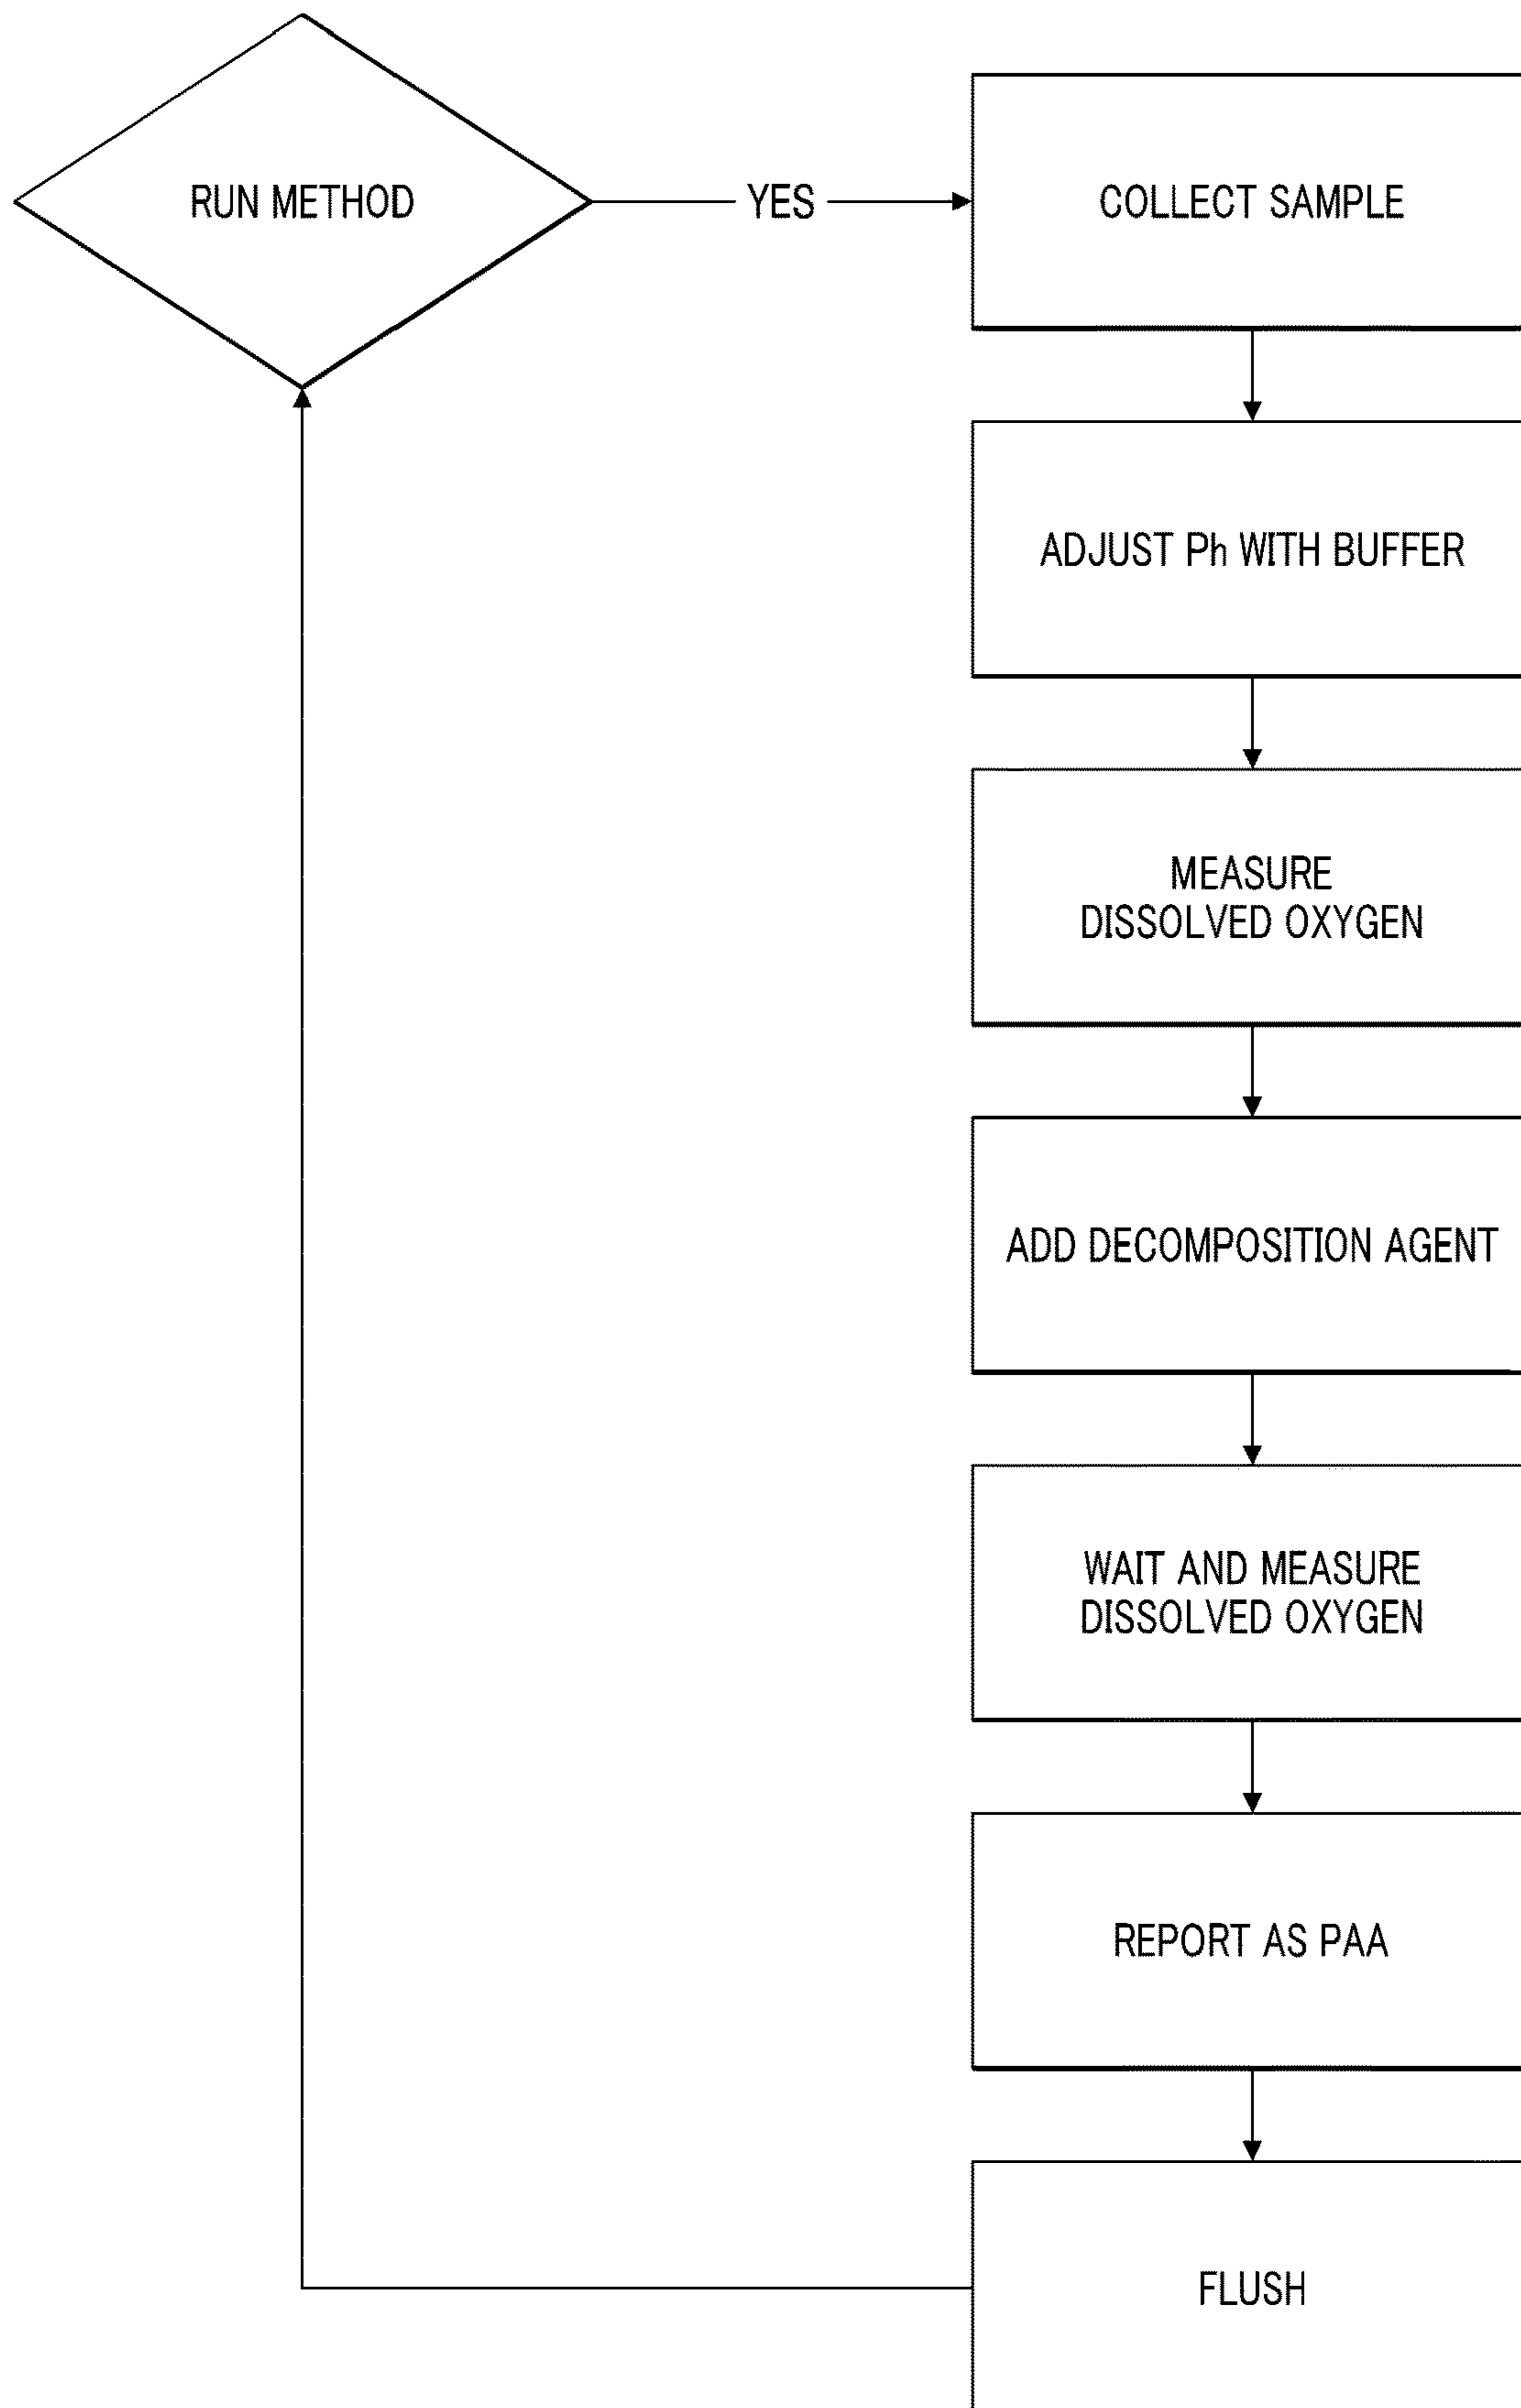 RUN METHOD
YES
COLLECT SAMPLE
ADJUST Ph WITH BUFFER
MEASURE
DISSOLVED OXYGEN
ADD DECOMPOSITION AGENT
WAIT AND MEASURE
DISSOLVED OXYGEN
REPORT AS PAA
FLUSH